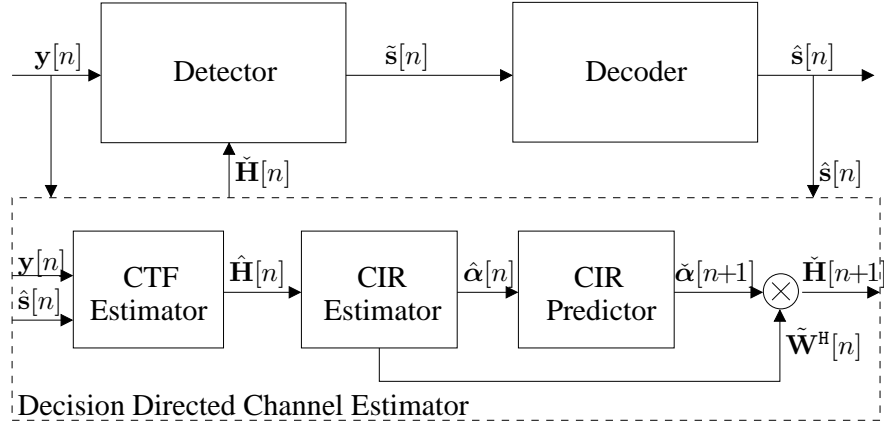 y[n]
Detector
s̃[n]
Decoder
ŝ[n]
Ȟ[n]
ŝ[n]
y[n]
ŝ[n]
CTF
Estimator
Ĥ[n]
CIR
Estimator
α̂[n]
CIR
Predictor
α̌[n+1]
×
Ȟ[n+1]
W̃ᴴ[n]
Decision Directed Channel Estimator